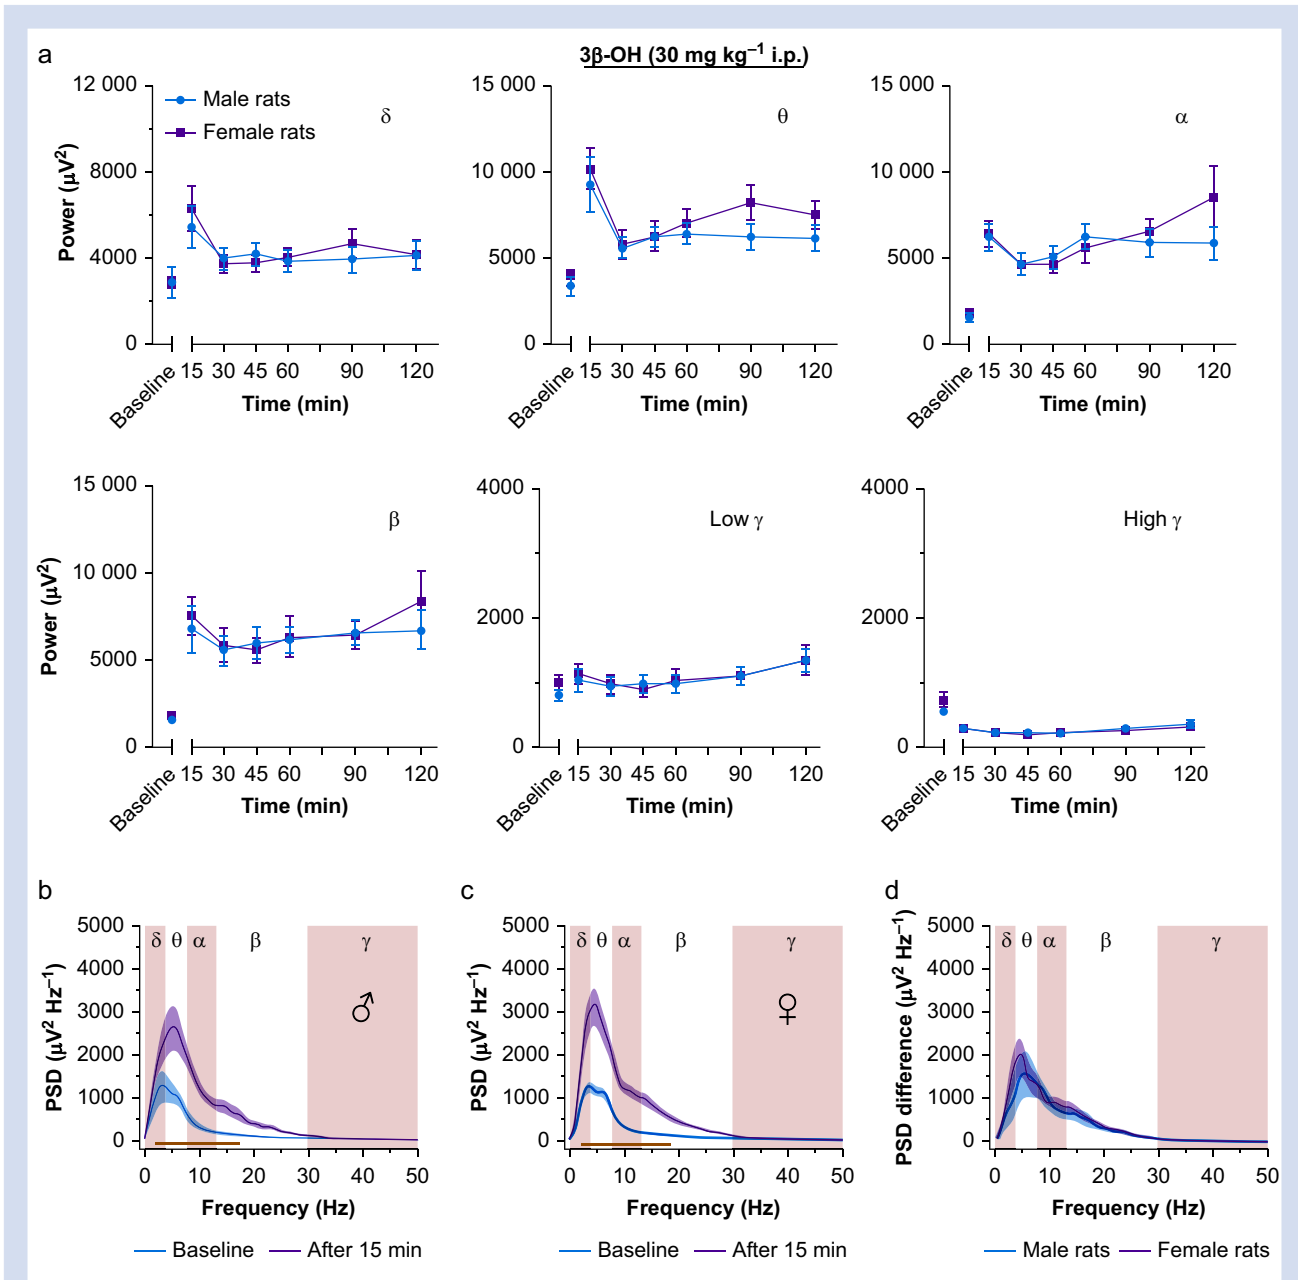 a
3β-OH (30 mg kg⁻¹ i.p.)
12 000
8000
4000
0
Power (μV²)
Male rats
Female rats
δ
Baseline
15 30 45 60 90 120
Time (min)
15 000
10 000
5000
0
θ
Baseline
15 30 45 60 90 120
Time (min)
15 000
10 000
5000
0
α
Baseline
15 30 45 60 90 120
Time (min)
15 000
10 000
5000
0
Power (μV²)
β
Baseline
15 30 45 60 90 120
Time (min)
4000
2000
0
Low γ
Baseline
15 30 45 60 90 120
Time (min)
4000
2000
0
High γ
Baseline
15 30 45 60 90 120
Time (min)
b
5000
4000
3000
2000
1000
0
PSD (μV² Hz⁻¹)
δ θ α β γ
♂
0 10 20 30 40 50
Frequency (Hz)
Baseline After 15 min
c
5000
4000
3000
2000
1000
0
PSD (μV² Hz⁻¹)
δ θ α β γ
♀
0 10 20 30 40 50
Frequency (Hz)
Baseline After 15 min
d
5000
4000
3000
2000
1000
0
PSD difference (μV² Hz⁻¹)
δ θ α β γ
0 10 20 30 40 50
Frequency (Hz)
Male rats Female rats